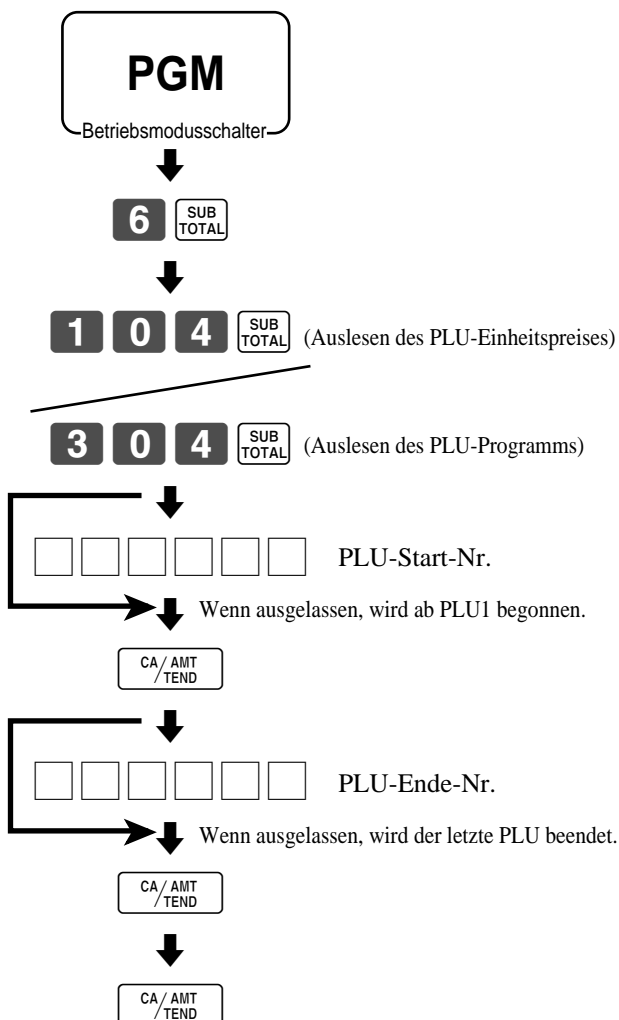 PGM
Betriebsmodusschalter
6 SUB TOTAL
1 0 4 SUB TOTAL (Auslesen des PLU-Einheitspreises)
3 0 4 SUB TOTAL (Auslesen des PLU-Programms)
PLU-Start-Nr.
Wenn ausgelassen, wird ab PLU1 begonnen.
CA/AMT TEND
PLU-Ende-Nr.
Wenn ausgelassen, wird der letzte PLU beendet.
CA/AMT TEND
CA/AMT TEND